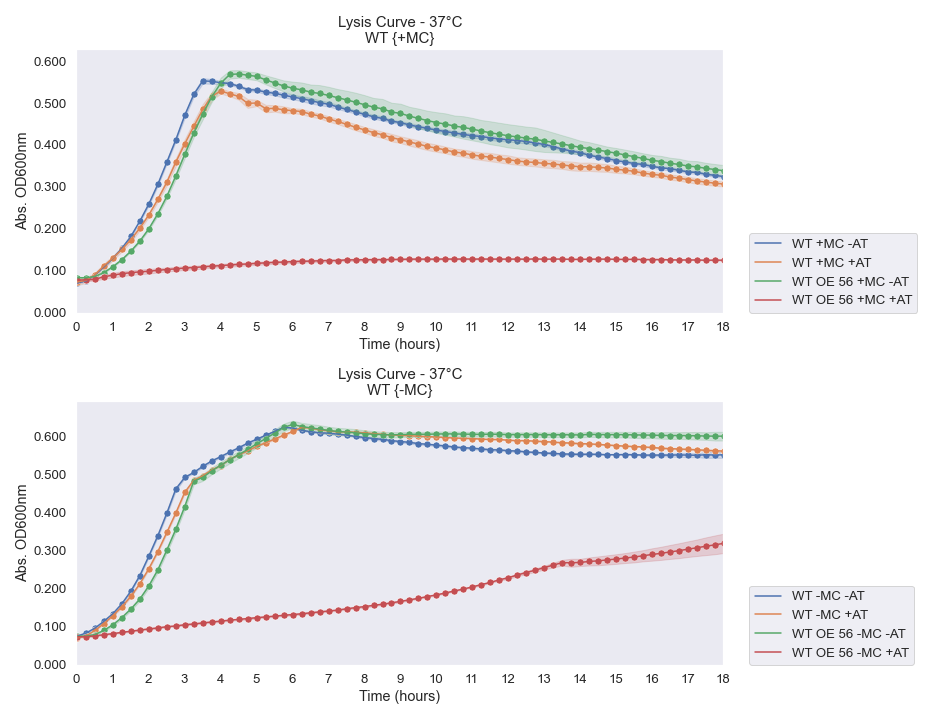 Lysis Curve - 37°C
WT {+MC}
Abs. OD600nm
0.600
0.500
0.400
0.300
0.200
0.100
0.000
0 1 2 3 4 5 6 7 8 9 10 11 12 13 14 15 16 17 18
Time (hours)
WT +MC -AT
WT +MC +AT
WT OE 56 +MC -AT
WT OE 56 +MC +AT
Lysis Curve - 37°C
WT {-MC}
Abs. OD600nm
0.600
0.500
0.400
0.300
0.200
0.100
0.000
0 1 2 3 4 5 6 7 8 9 10 11 12 13 14 15 16 17 18
Time (hours)
WT -MC -AT
WT -MC +AT
WT OE 56 -MC -AT
WT OE 56 -MC +AT